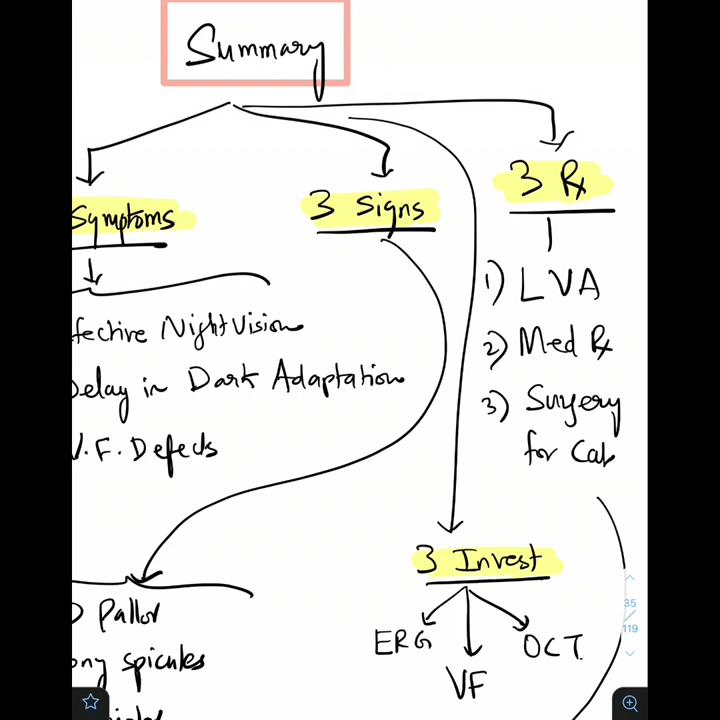 Summary
Symptoms
3 Signs
3 Rx
fective Night Vision
Delay in Dark Adaptation
V.F. Defects
1) LVA
2) Med Rx
3) Surgery
for Cat
3 Invest
ERG
VF
OCT
Pallor
ony spicules
35
119